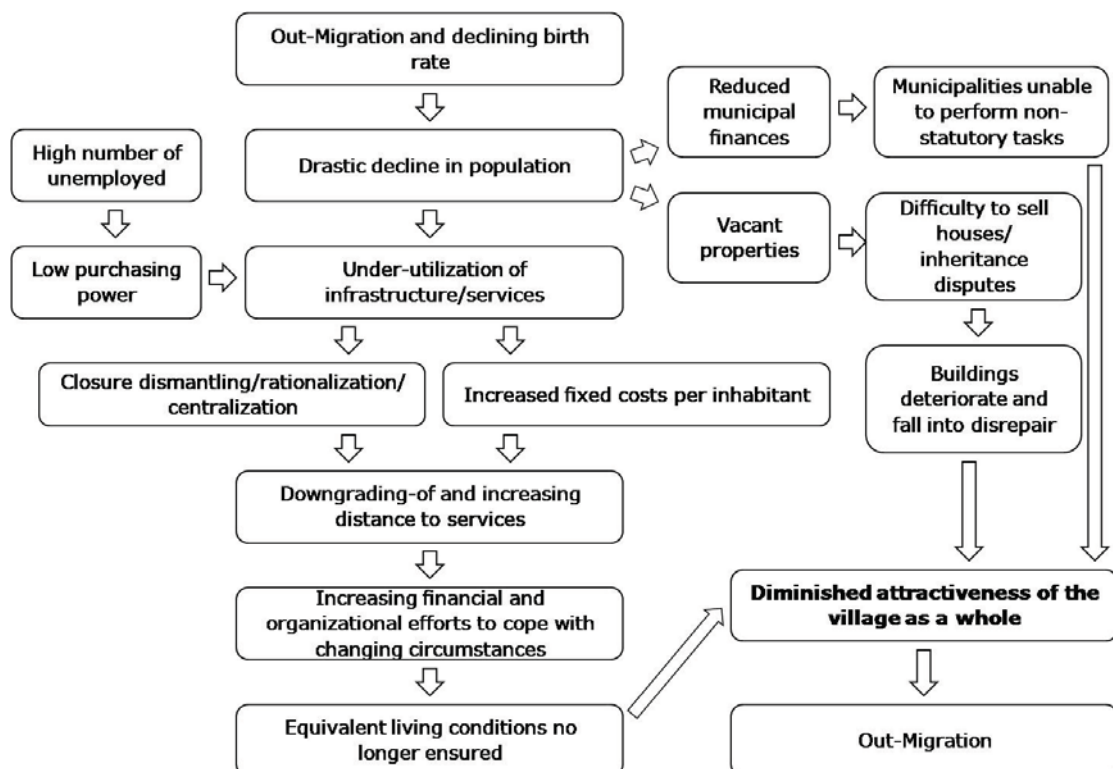 Out-Migration and declining birth
rate
Reduced
municipal
finances
Municipalities unable
to perform non-
statutory tasks
High number of
unemployed
Drastic decline in population
Vacant
properties
Difficulty to sell
houses/
inheritance
disputes
Low purchasing
power
Under-utilization of
infrastructure/services
Closure dismantling/rationalization/
centralization
Increased fixed costs per inhabitant
Buildings
deteriorate and
fall into disrepair
Downgrading-of and increasing
distance to services
Increasing financial and
organizational efforts to cope with
changing circumstances
Diminished attractiveness of the
village as a whole
Equivalent living conditions no
longer ensured
Out-Migration